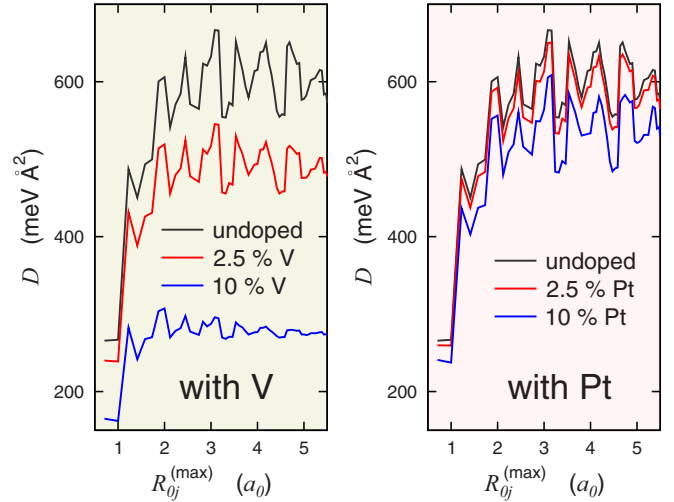 D (meV Å²)
600
400
200
undoped
2.5 % V
10 % V
with V
1 2 3 4 5
R₀ⱼ⁽ᵐᵃˣ⁾ (a₀)
D (meV Å²)
600
400
200
undoped
2.5 % Pt
10 % Pt
with Pt
1 2 3 4 5
R₀ⱼ⁽ᵐᵃˣ⁾ (a₀)